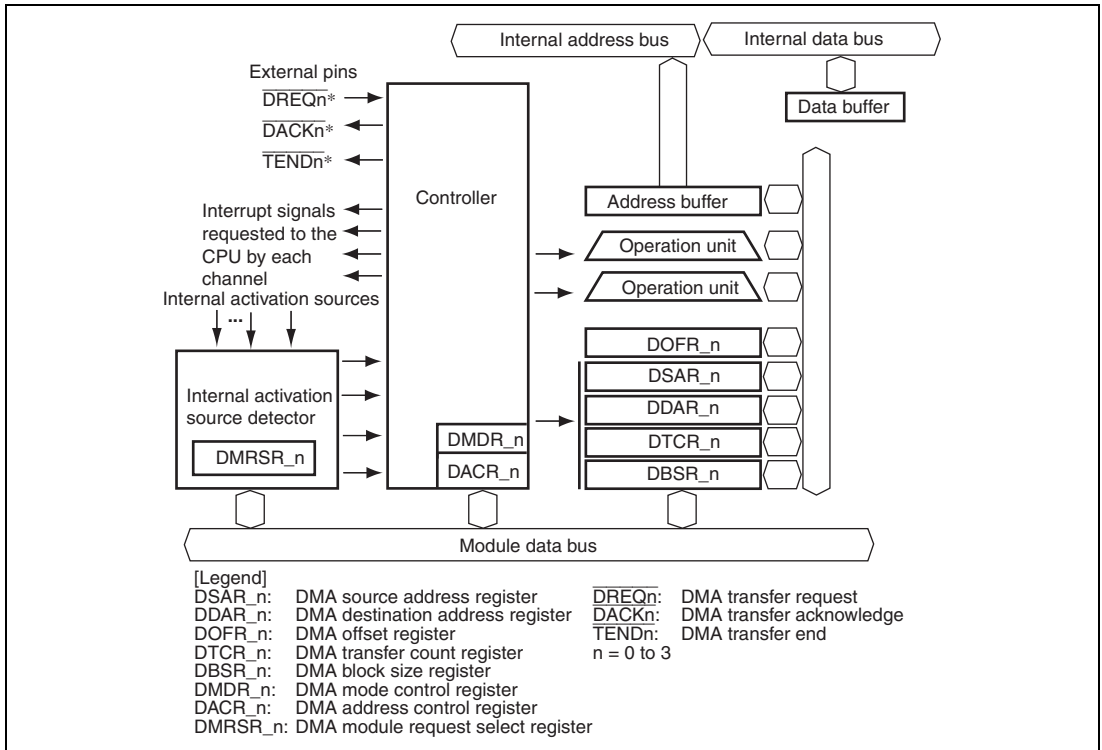 Internal address bus
Internal data bus
External pins
DREQn*
DACKn*
TENDn*
Data buffer
Controller
Address buffer
Interrupt signals
requested to the
CPU by each
channel
Operation unit
Operation unit
Internal activation sources
...
DOFR_n
DSAR_n
DDAR_n
DTCR_n
DBSR_n
Internal activation
source detector
DMRSR_n
DMDR_n
DACR_n
Module data bus
[Legend]
DSAR_n: DMA source address register
DDAR_n: DMA destination address register
DOFR_n: DMA offset register
DTCR_n: DMA transfer count register
DBSR_n: DMA block size register
DMDR_n: DMA mode control register
DACR_n: DMA address control register
DMRSR_n: DMA module request select register
DREQn: DMA transfer request
DACKn: DMA transfer acknowledge
TENDn: DMA transfer end
n = 0 to 3